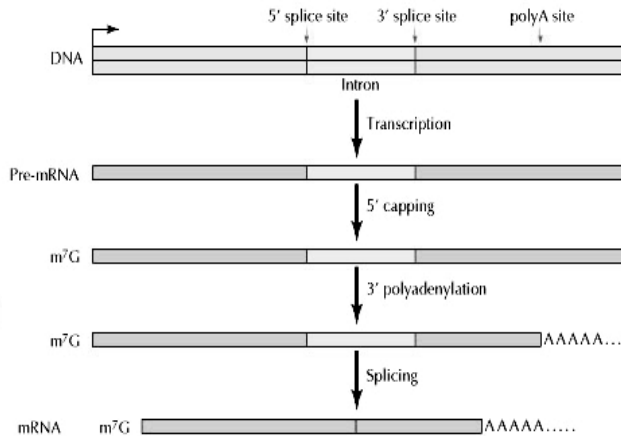 5′ splice site 3′ splice site polyA site
DNA
Intron
Transcription
Pre-mRNA
5′ capping
m⁷G
3′ polyadenylation
m⁷G AAAAA...
Splicing
mRNA m⁷G AAAAA.....